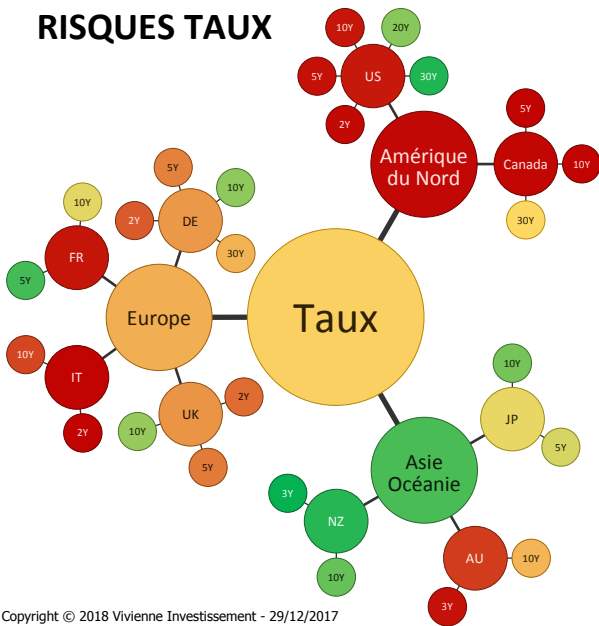 RISQUES TAUX
10Y
20Y
5Y
US
30Y
2Y
5Y
Amérique
du Nord
Canada
10Y
30Y
5Y
10Y
2Y
DE
30Y
10Y
FR
5Y
Europe
Taux
10Y
IT
2Y
2Y
UK
10Y
5Y
10Y
JP
5Y
Asie
Océanie
3Y
NZ
10Y
AU
10Y
3Y
Copyright © 2018 Vivienne Investissement - 29/12/2017